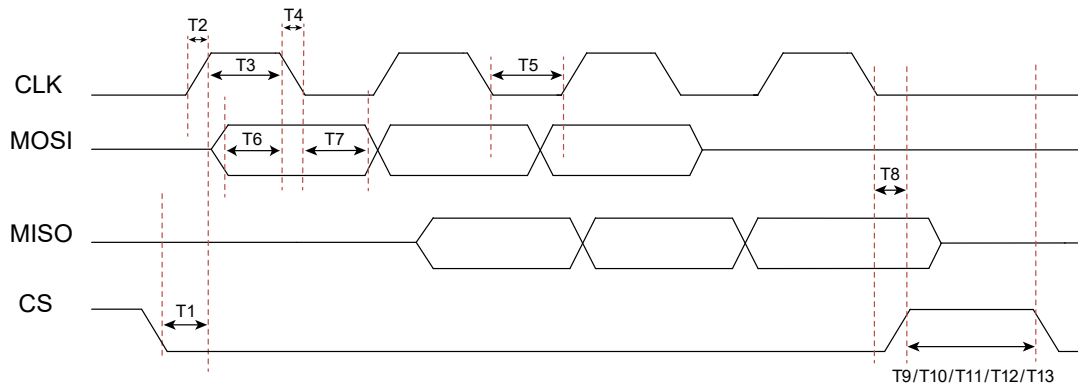 T2
T4
T3
T5
CLK
MOSI
T6
T7
T8
MISO
CS
T1
T9/T10/T11/T12/T13